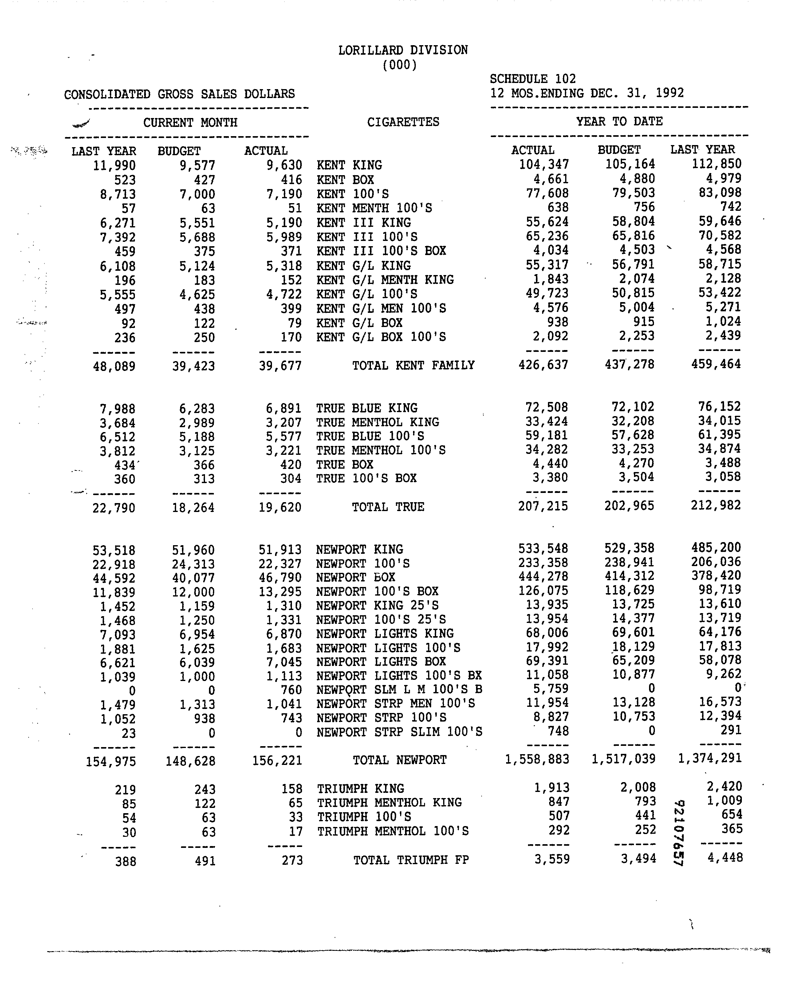 LORILLARD DIVISION
(000)
SCHEDULE 102
CONSOLIDATED GROSS SALES DOLLARS 12 MOS.ENDING DEC. 31, 1992
CURRENT MONTH CIGARETTES YEAR TO DATE
LAST YEAR BUDGET ACTUAL ACTUAL BUDGET LAST YEAR
11,990 9,577 9,630 KENT KING 104,347 105,164 112,850
523 427 416 KENT BOX 4,661 4,880 4,979
8,713 7,000 7,190 KENT 100'S 77,608 79,503 83,098
57 63 51 KENT MENTH 100'S 638 756 742
6,271 5,551 5,190 KENT III KING 55,624 58,804 59,646
7,392 5,688 5,989 KENT III 100'S 65,236 65,816 70,582
459 375 371 KENT III 100'S BOX 4,034 4,503 4,568
6,108 5,124 5,318 KENT G/L KING 55,317 56,791 58,715
196 183 152 KENT G/L MENTH KING 1,843 2,074 2,128
5,555 4,625 4,722 KENT G/L 100'S 49,723 50,815 53,422
497 438 399 KENT G/L MEN 100'S 4,576 5,004 5,271
92 122 79 KENT G/L BOX 938 915 1,024
236 250 170 KENT G/L BOX 100'S 2,092 2,253 2,439
48,089 39,423 39,677 TOTAL KENT FAMILY 426,637 437,278 459,464
7,988 6,283 6,891 TRUE BLUE KING 72,508 72,102 76,152
3,684 2,989 3,207 TRUE MENTHOL KING 33,424 32,208 34,015
6,512 5,188 5,577 TRUE BLUE 100'S 59,181 57,628 61,395
3,812 3,125 3,221 TRUE MENTHOL 100'S 34,282 33,253 34,874
434 366 420 TRUE BOX 4,440 4,270 3,488
360 313 304 TRUE 100'S BOX 3,380 3,504 3,058
22,790 18,264 19,620 TOTAL TRUE 207,215 202,965 212,982
53,518 51,960 51,913 NEWPORT KING 533,548 529,358 485,200
22,918 24,313 22,327 NEWPORT 100'S 233,358 238,941 206,036
44,592 40,077 46,790 NEWPORT BOX 444,278 414,312 378,420
11,839 12,000 13,295 NEWPORT 100'S BOX 126,075 118,629 98,719
1,452 1,159 1,310 NEWPORT KING 25'S 13,935 13,725 13,610
1,468 1,250 1,331 NEWPORT 100'S 25'S 13,954 14,377 13,719
7,093 6,954 6,870 NEWPORT LIGHTS KING 68,006 69,601 64,176
1,881 1,625 1,683 NEWPORT LIGHTS 100'S 17,992 18,129 17,813
6,621 6,039 7,045 NEWPORT LIGHTS BOX 69,391 65,209 58,078
1,039 1,000 1,113 NEWPORT LIGHTS 100'S BX 11,058 10,877 9,262
0 0 760 NEWPORT SLM L M 100'S B 5,759 0 0
1,479 1,313 1,041 NEWPORT STRP MEN 100'S 11,954 13,128 16,573
1,052 938 743 NEWPORT STRP 100'S 8,827 10,753 12,394
23 0 0 NEWPORT STRP SLIM 100'S 748 0 291
154,975 148,628 156,221 TOTAL NEWPORT 1,558,883 1,517,039 1,374,291
219 243 158 TRIUMPH KING 1,913 2,008 2,420
85 122 65 TRIUMPH MENTHOL KING 847 793 1,009
54 63 33 TRIUMPH 100'S 507 441 654
30 63 17 TRIUMPH MENTHOL 100'S 292 252 365
388 491 273 TOTAL TRIUMPH FP 3,559 3,494 4,448
92107657